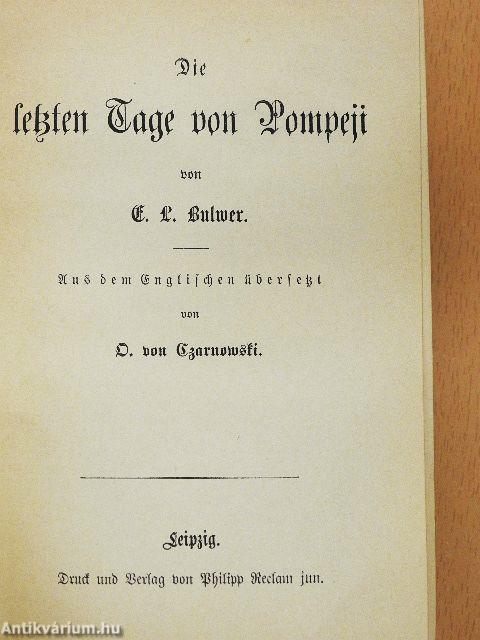 Die
letzten Tage von Pompeji
von
E. L. Bulwer.
Aus dem Englischen übersetzt
von
O. von Czarnowski.
Leipzig.
Druck und Verlag von Philipp Reclam jun.
Antikvárium.hu